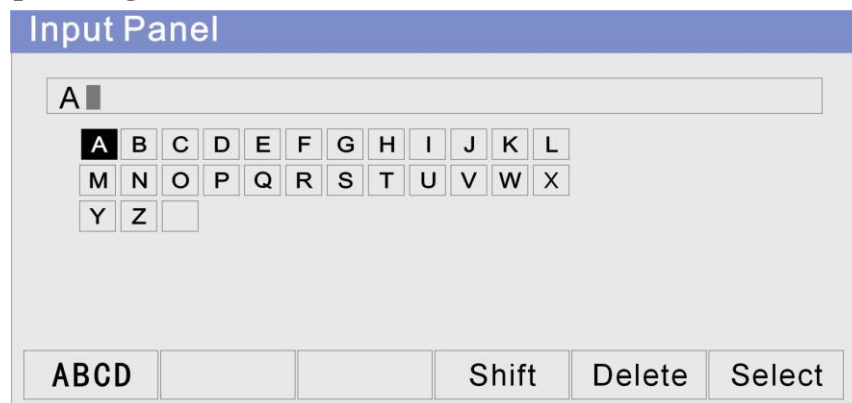 Input Panel
A
A B C D E F G H I J K L
M N O P Q R S T U V W X
Y Z
ABCD Shift Delete Select